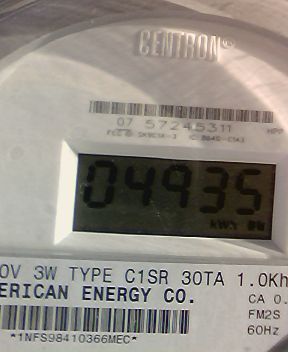 CENTRON®
07 57245311
04935
kWh
0V 3W TYPE C1SR 30TA 1.0Kh
ERICAN ENERGY CO.
CA 0.
FM2S
60Hz
*1NFS98410366MEC*